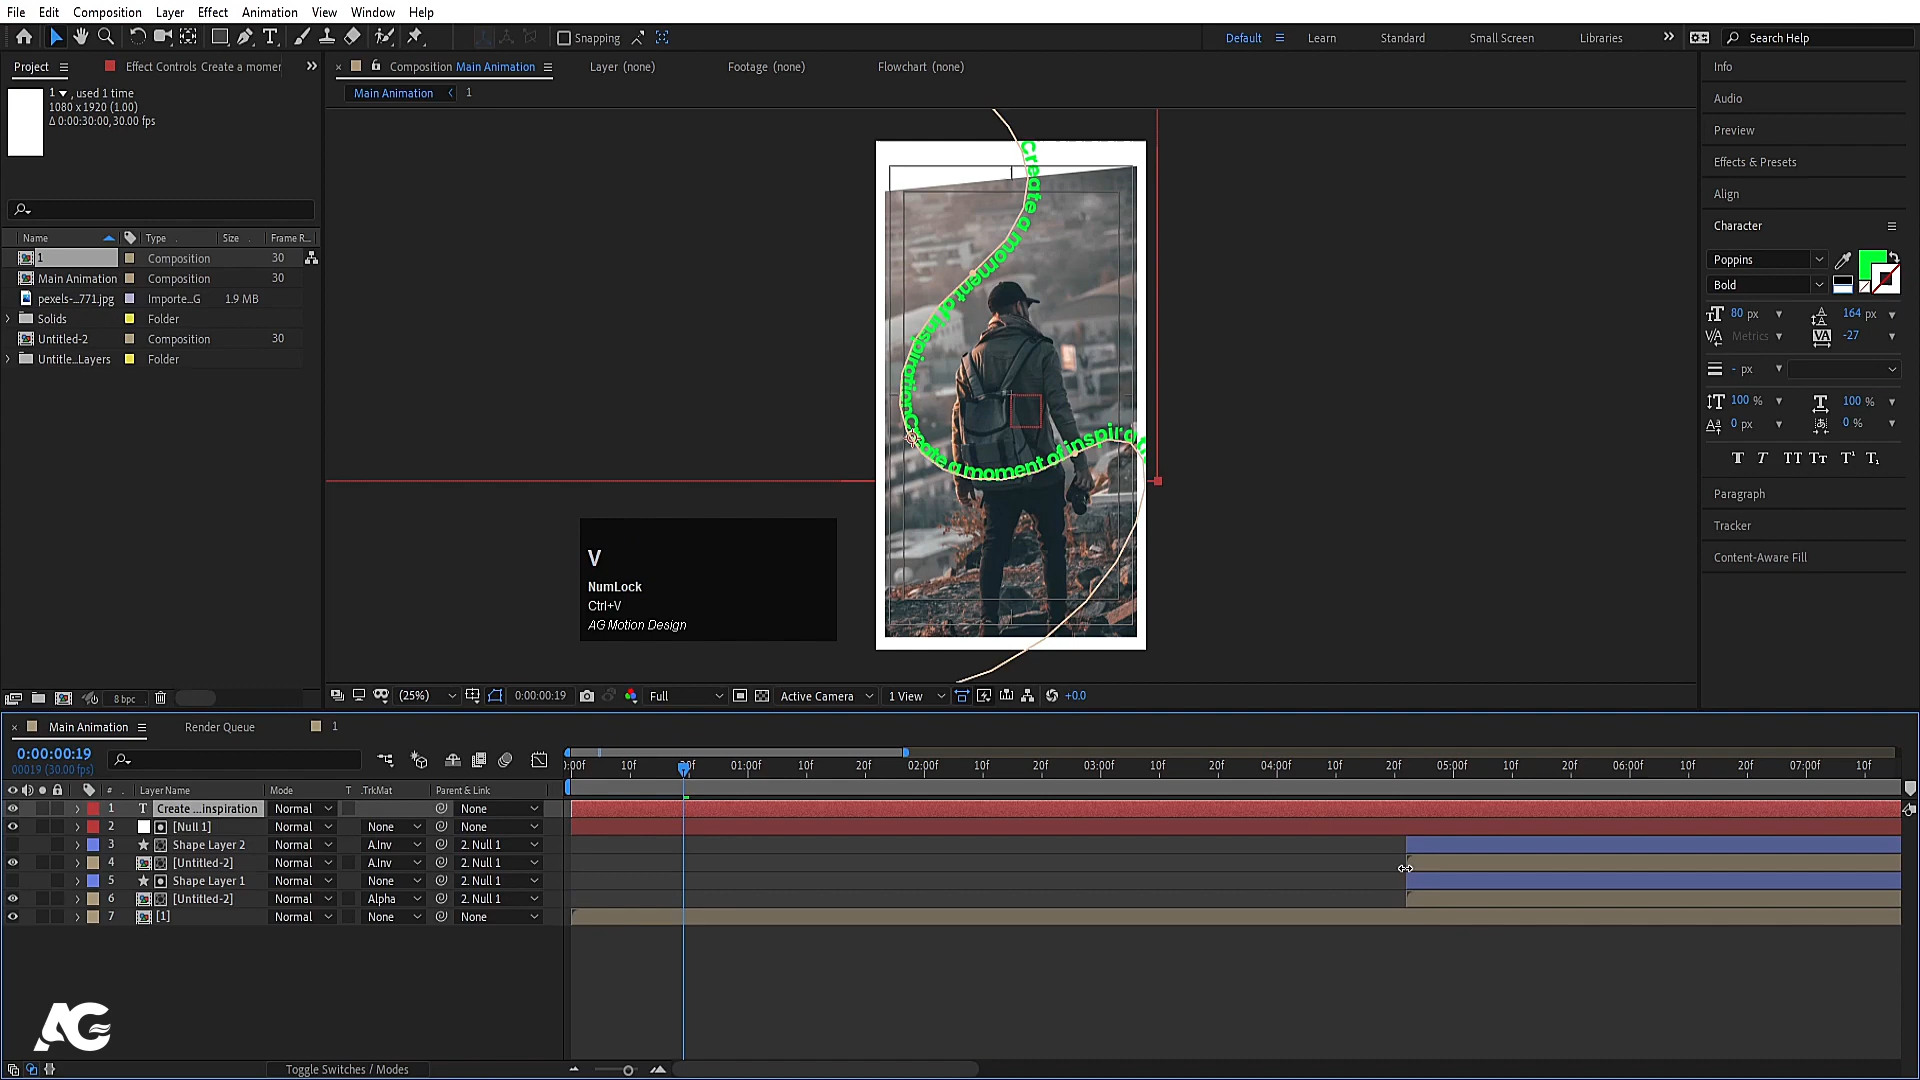 File Edit Composition Layer Effect Animation View Window Help
Snapping Default Learn Standard Small Screen Libraries Search Help
Project Effect Controls Create a momer Composition Main Animation Layer (none) Footage (none) Flowchart (none) Info
Main Animation 1
1 , used 1 time
1080 x 1920 (1.00)
Δ 0:00:30:00, 30.00 fps
Audio
Preview
Effects & Presets
Align
Character
Name Type Size Frame R...
1 Composition 30
Main Animation Composition 30
pexels-...771.jpg Importe...G 1.9 MB
Solids Folder
Untitled-2 Composition 30
Untitle...Layers Folder
Create a moment of inspirationCreate a moment of inspirat
Poppins
Bold
80 px 164 px
Metrics -27
- px
100 % 100 %
0 px 0 %
T T TT Tт T¹ T₁
Paragraph
Tracker
Content-Aware Fill
V
NumLock
Ctrl+V
AG Motion Design
8 bpc (25%) 0:00:00:19 Full Active Camera 1 View +0.0
Main Animation Render Queue 1
0:00:00:19
00019 (30.00 fps)
:00f 10f 20f 01:00f 10f 20f 02:00f 10f 20f 03:00f 10f 20f 04:00f 10f 20f 05:00f 10f 20f 06:00f 10f 20f 07:00f 10f
# Layer Name Mode T .TrkMat Parent & Link
1 T Create ...inspiration Normal None
2 [Null 1] Normal None None
3 Shape Layer 2 Normal A.Inv 2. Null 1
4 [Untitled-2] Normal A.Inv 2. Null 1
5 Shape Layer 1 Normal None 2. Null 1
6 [Untitled-2] Normal Alpha 2. Null 1
7 [1] Normal None None
AG
Toggle Switches / Modes